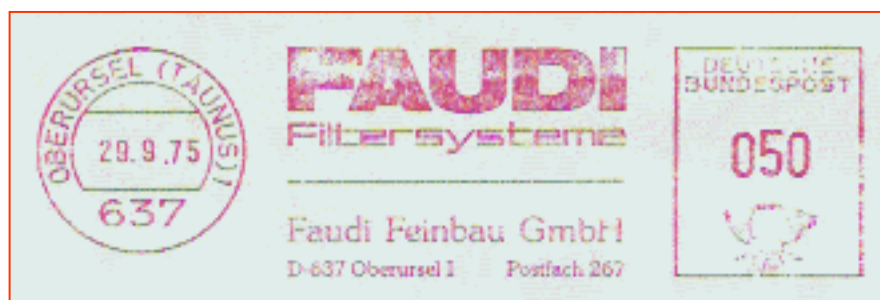 OBERURSEL (TAUNUS) 1
29.9.75
637
FAUDI
Filtersysteme
Faudi Feinbau GmbH
D-637 Oberursel 1 Postfach 267
DEUTSCHE
BUNDESPOST
050